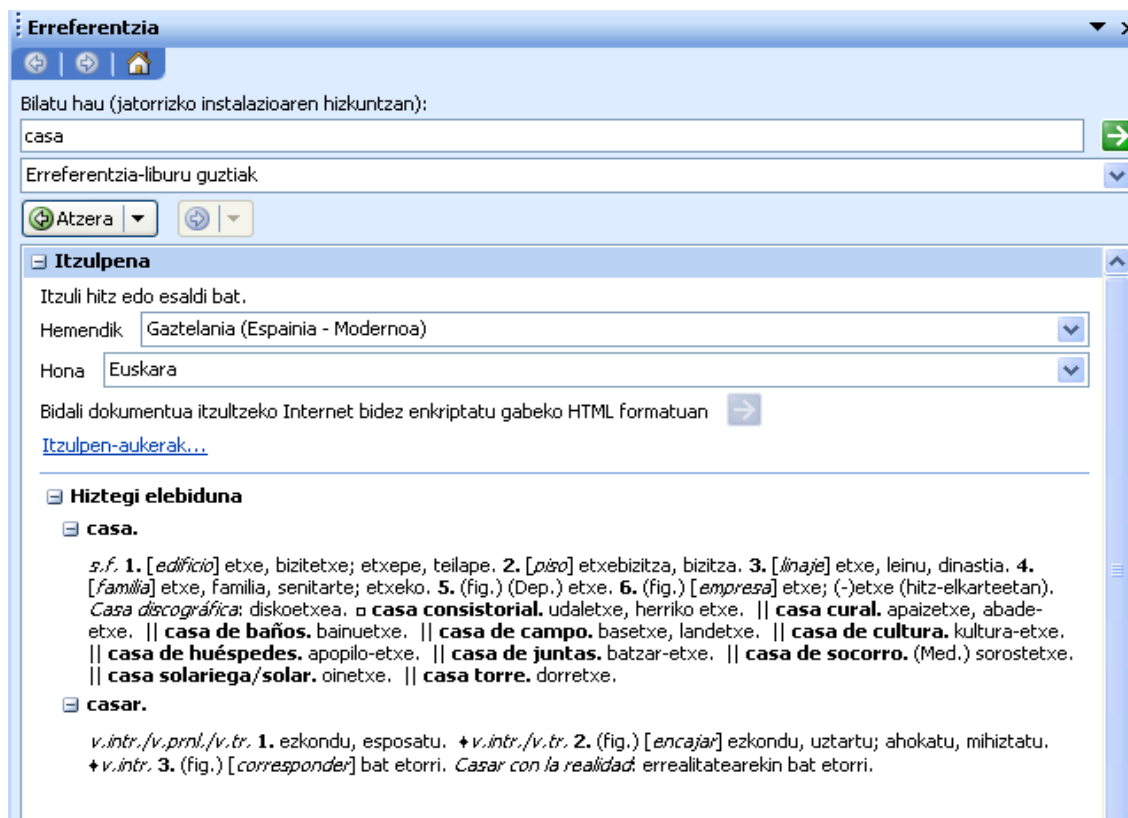 Erreferentzia
Bilatu hau (jatorrizko instalazioaren hizkuntzan):
casa
Erreferentzia-liburu guztiak
Atzera
Itzulpena
Itzuli hitz edo esaldi bat.
Hemendik Gaztelania (Espainia - Modernoa)
Hona Euskara
Bidali dokumentua itzultzeko Internet bidez enkriptatu gabeko HTML formatuan
Itzulpen-aukerak...
Hiztegi elebiduna
casa.
s.f. 1. [edificio] etxe, bizitetxe; etxepe, teilape. 2. [piso] etxebizitza, bizitza. 3. [linaje] etxe, leinu, dinastia. 4.
[familia] etxe, familia, senitarte; etxeko. 5. (fig.) (Dep.) etxe. 6. (fig.) [empresa] etxe; (-)etxe (hitz-elkarteetan).
Casa discográfica: diskoetxea. □ casa consistorial. udaletxe, herriko etxe. || casa cural. apaizetxe, abade-
etxe. || casa de baños. bainuetxe. || casa de campo. basetxe, landetxe. || casa de cultura. kultura-etxe.
|| casa de huéspedes. apopilo-etxe. || casa de juntas. batzar-etxe. || casa de socorro. (Med.) sorostetxe.
|| casa solariega/solar. oinetxe. || casa torre. dorretxe.
casar.
v.intr./v.prnl./v.tr. 1. ezkondu, esposatu. ♦v.intr./v.tr. 2. (fig.) [encajar] ezkondu, uztartu; ahokatu, mihiztatu.
♦v.intr. 3. (fig.) [corresponder] bat etorri. Casar con la realidad: errealitatearekin bat etorri.